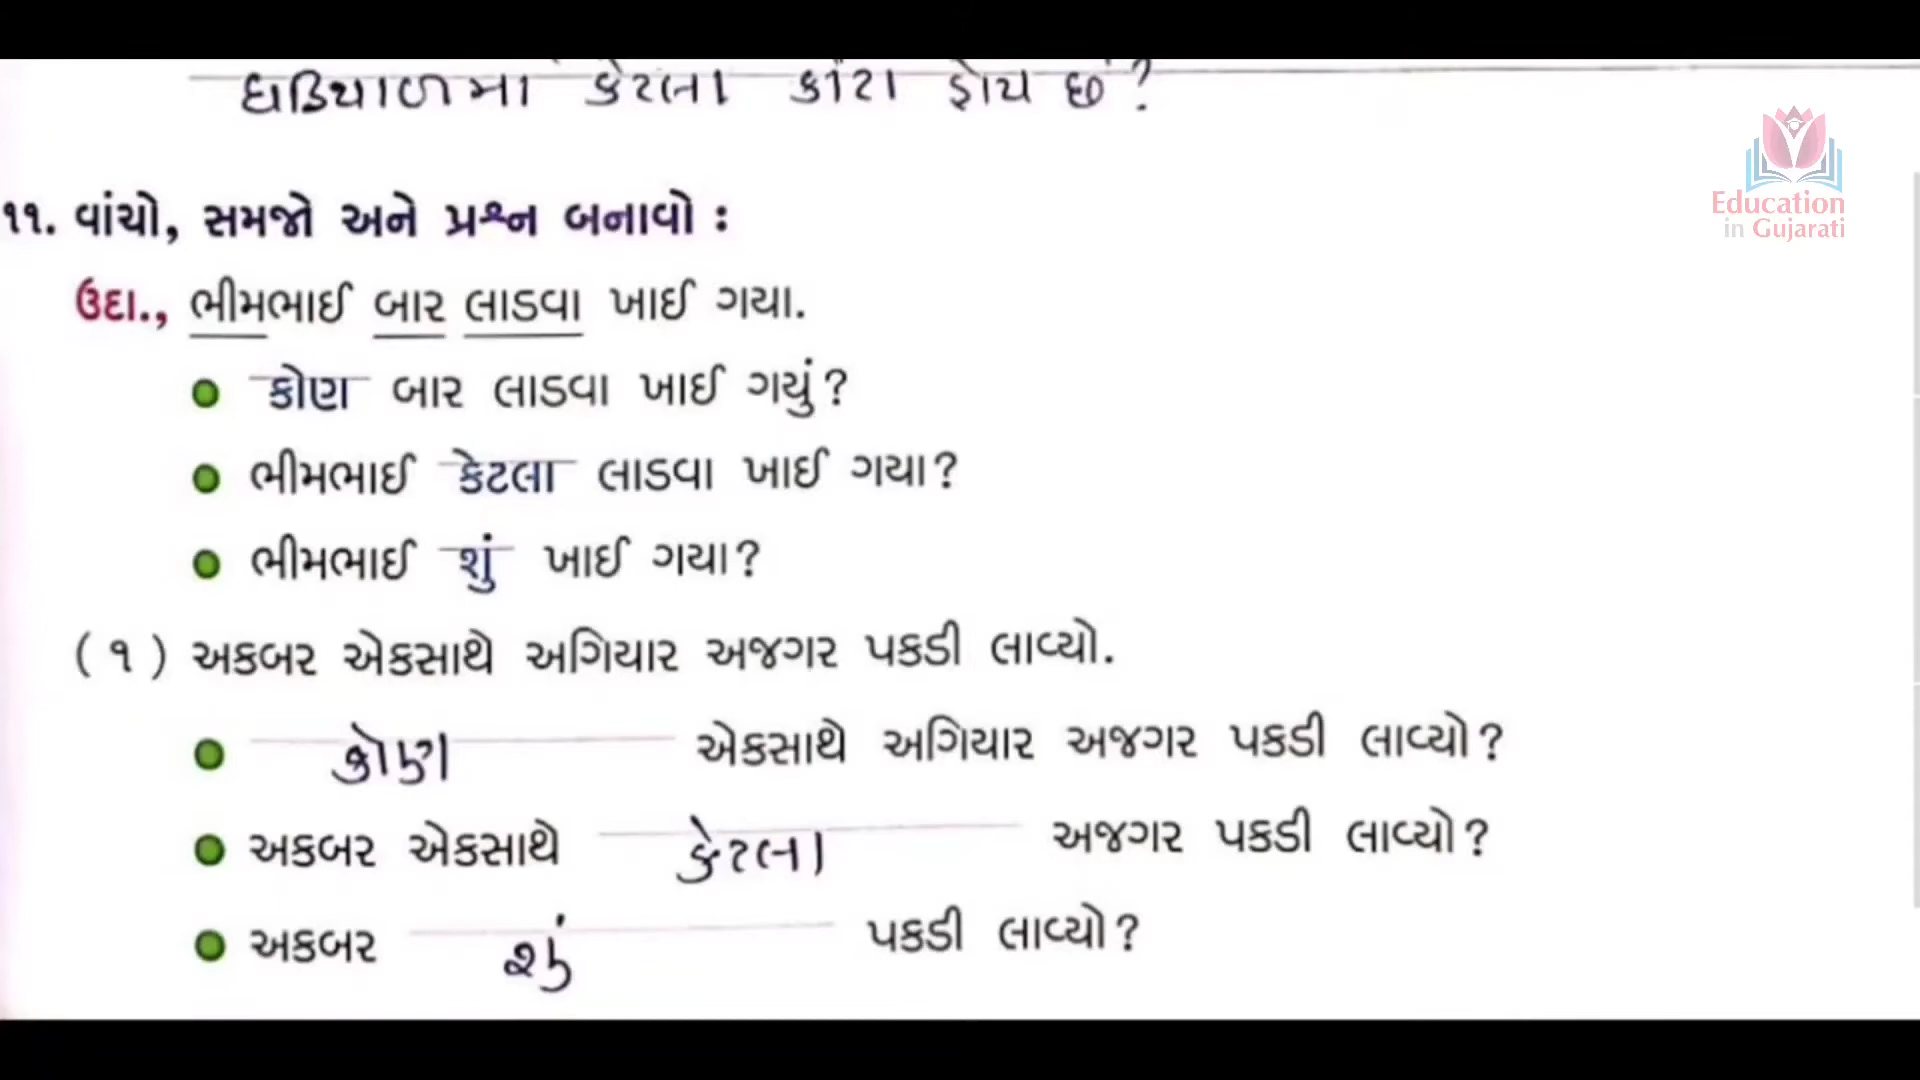 ઘડિયાળમાં કેટલા કાંટા હોય છે?
Education
in Gujarati
૧૧. વાંચો, સમજો અને પ્રશ્ન બનાવો :
ઉદા., ભીમભાઈ બાર લાડવા ખાઈ ગયા.
કોણ બાર લાડવા ખાઈ ગયું?
ભીમભાઈ કેટલા લાડવા ખાઈ ગયા?
ભીમભાઈ શું ખાઈ ગયા?
(૧) અકબર એકસાથે અગિયાર અજગર પકડી લાવ્યો.
કોણ એકસાથે અગિયાર અજગર પકડી લાવ્યો?
અકબર એકસાથે કેટલા અજગર પકડી લાવ્યો?
અકબર શું પકડી લાવ્યો?